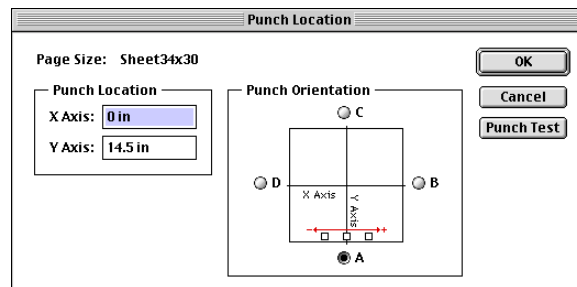 Punch Location
Page Size: Sheet34x30
OK
Cancel
Punch Test
Punch Location
X Axis: 0 in
Y Axis: 14.5 in
Punch Orientation
C
D
B
X Axis
Y Axis
- +
A